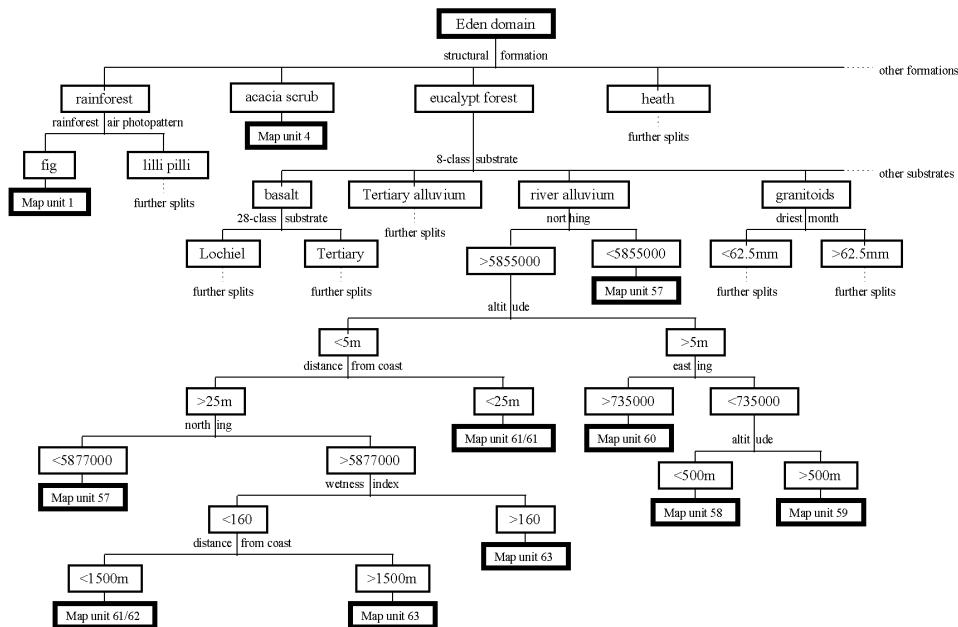 Eden domain
structural formation
other formations
rainforest
acacia scrub
eucalypt forest
heath
rainforest air photopattern
Map unit 4
further splits
fig
lilli pilli
8-class substrate
other substrates
Map unit 1
further splits
basalt
Tertiary alluvium
river alluvium
granitoids
28-class substrate
further splits
northing
driest month
Lochiel
Tertiary
>5855000
<5855000
<62.5mm
>62.5mm
further splits
further splits
Map unit 57
further splits
further splits
altitude
<5m
>5m
distance from coast
easting
>25m
<25m
>735000
<735000
northing
Map unit 61/61
Map unit 60
altitude
<5877000
>5877000
<500m
>500m
Map unit 57
wetness index
Map unit 58
Map unit 59
<160
>160
distance from coast
Map unit 63
<1500m
>1500m
Map unit 61/62
Map unit 63